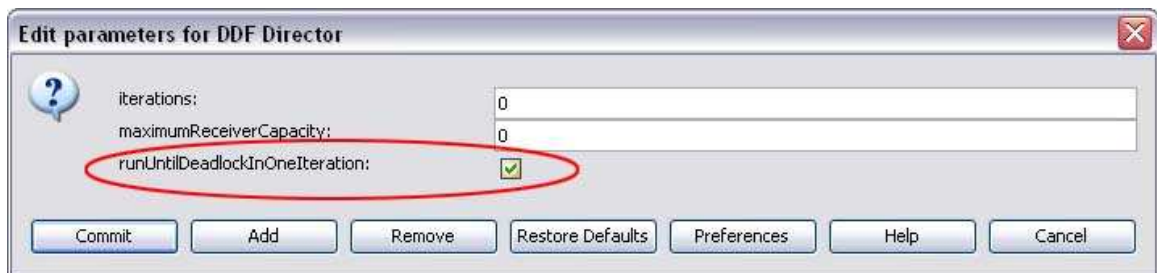 Edit parameters for DDF Director
iterations: 0
maximumReceiverCapacity: 0
runUntilDeadlockInOneIteration:
Commit Add Remove Restore Defaults Preferences Help Cancel